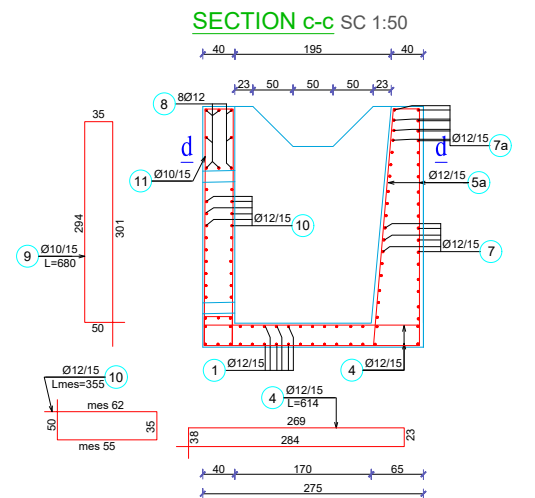 SECTION c-c SC 1:50
40 195 40
23 50 50 50 23
8 8Ø12
35
d d
Ø12/15
7a
Ø10/15
11
Ø12/15
5a
294 301
Ø12/15
10
Ø12/15
7
Ø10/15
9
L=680
50
Ø12/15
1
Ø12/15
4
Ø12/15
10
Lmes=355
4
Ø12/15
L=614
mes 62
50 35
mes 55
269
38 23
284
40 170 65
275